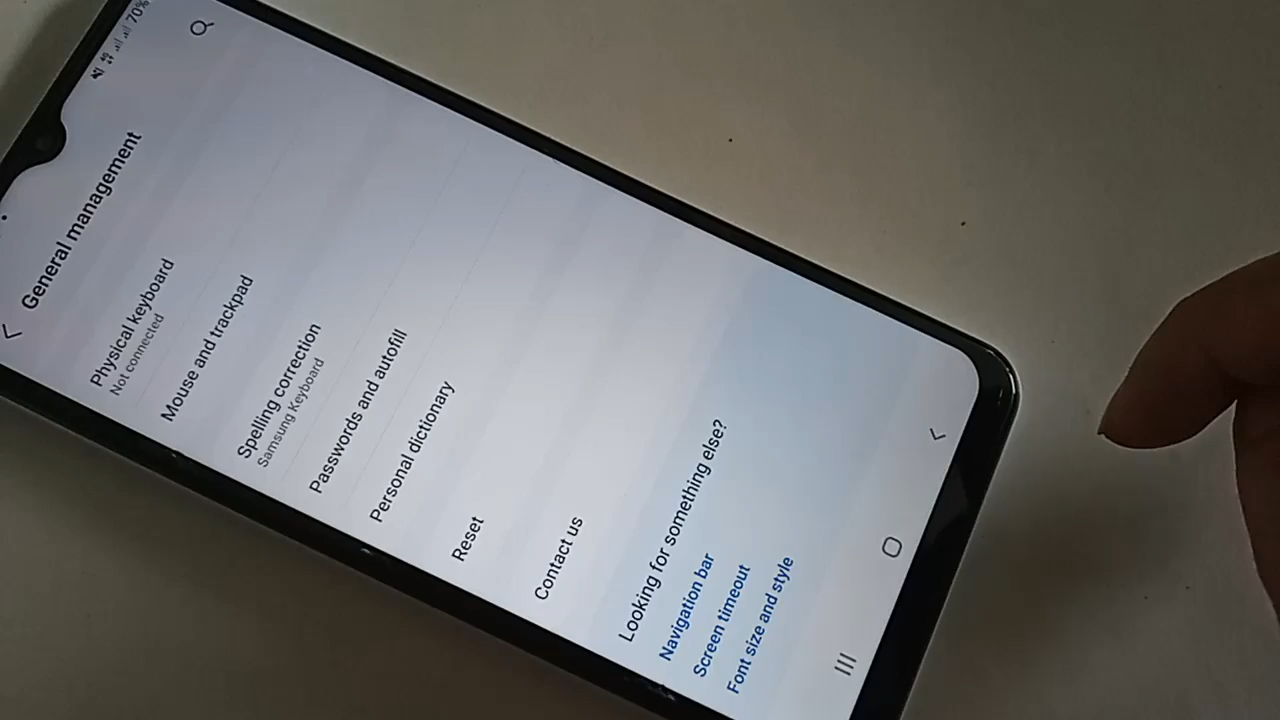 70%
General management
Physical keyboard
Not connected
Mouse and trackpad
Spelling correction
Samsung Keyboard
Passwords and autofill
Personal dictionary
Reset
Contact us
Looking for something else?
Navigation bar
Screen timeout
Font size and style